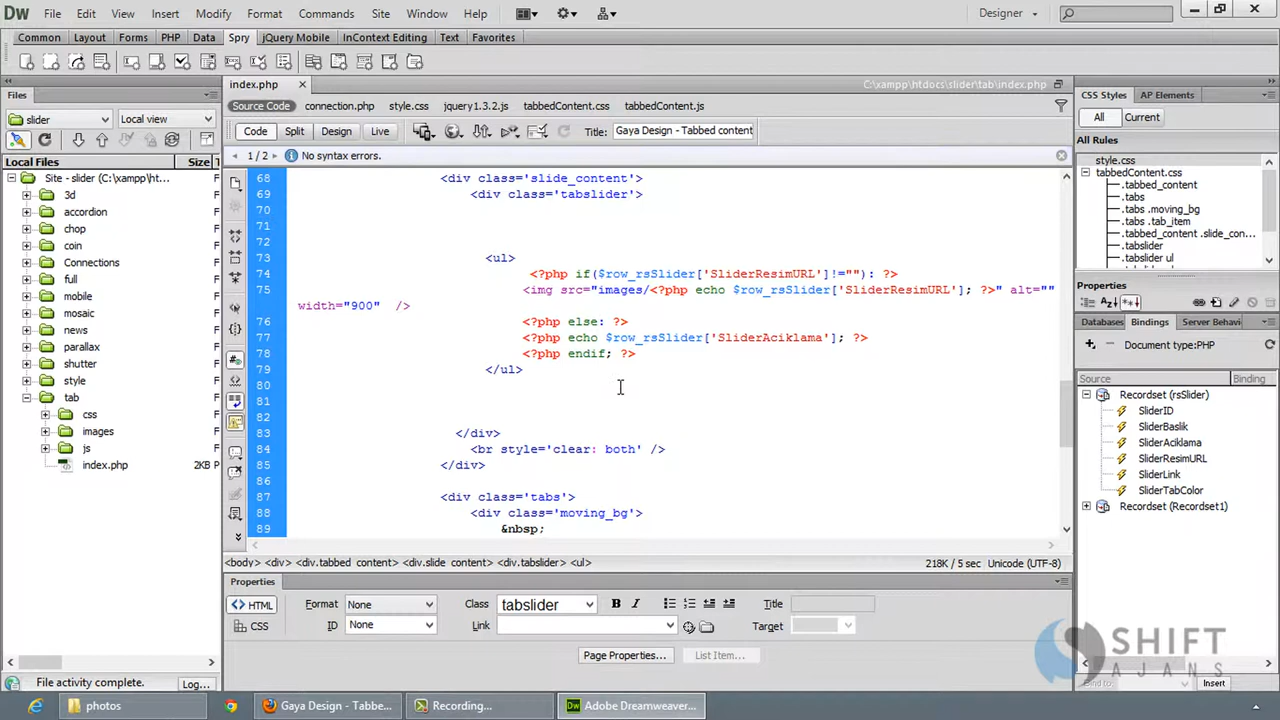 Dw File Edit View Insert Modify Format Commands Site Window Help Designer
Common Layout Forms PHP Data Spry jQuery Mobile InContext Editing Text Favorites
Files
slider Local view
Local Files Size T
Site - slider (C:\xampp\ht... F
3d F
accordion F
chop F
coin F
Connections F
full F
mobile F
mosaic F
news F
parallax F
shutter F
style F
tab F
css F
images F
js F
index.php 2KB P
File activity complete. Log...
index.php C:\xampp\htdocs\slider\tab\index.php
Source Code connection.php style.css jquery1.3.2.js tabbedContent.css tabbedContent.js
Code Split Design Live Title: Gaya Design - Tabbed content
1 / 2 No syntax errors.
68 <div class='slide_content'>
69 <div class='tabslider'>
70
71
72
73 <ul>
74 <?php if($row_rsSlider['SliderResimURL']!=""): ?>
75 <img src="images/<?php echo $row_rsSlider['SliderResimURL']; ?>" alt=""
width="900" />
76 <?php else: ?>
77 <?php echo $row_rsSlider['SliderAciklama']; ?>
78 <?php endif; ?>
79 </ul>
80
81
82
83 </div>
84 <br style='clear: both' />
85 </div>
86
87 <div class='tabs'>
88 <div class='moving_bg'>
89 &nbsp;
<body> <div> <div.tabbed content> <div.slide content> <div.tabslider> <ul> 218K / 5 sec Unicode (UTF-8)
Properties
<> HTML Format None Class tabslider B I Title
CSS ID None Link Target
Page Properties... List Item...
CSS Styles AP Elements
All Current
All Rules
style.css
tabbedContent.css
.tabbed_content
.tabs
.tabs .moving_bg
.tabs .tab_item
.tabbed_content .slide_con...
.tabslider
.tabslider ul
Properties
Az
Databases Bindings Server Behavi
Document type:PHP
Source Binding
Recordset (rsSlider)
SliderID
SliderBaslik
SliderAciklama
SliderResimURL
SliderLink
SliderTabColor
Recordset (Recordset1)
Bind to: Insert
SHIFT
AJANS
photos Gaya Design - Tabbe... Recording... Adobe Dreamweaver...